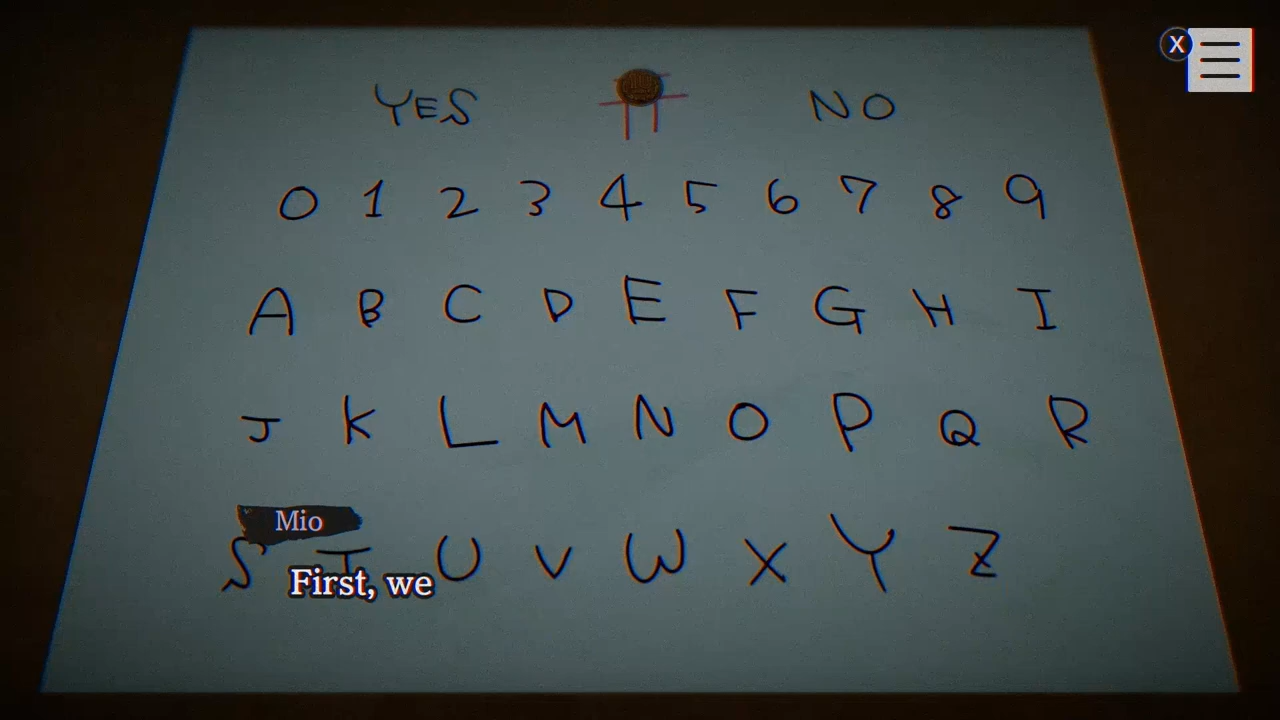 X
YES NO
0 1 2 3 4 5 6 7 8 9
A B C D E F G H I
J K L M N O P Q R
Mio
S T U V W X Y Z
First, we